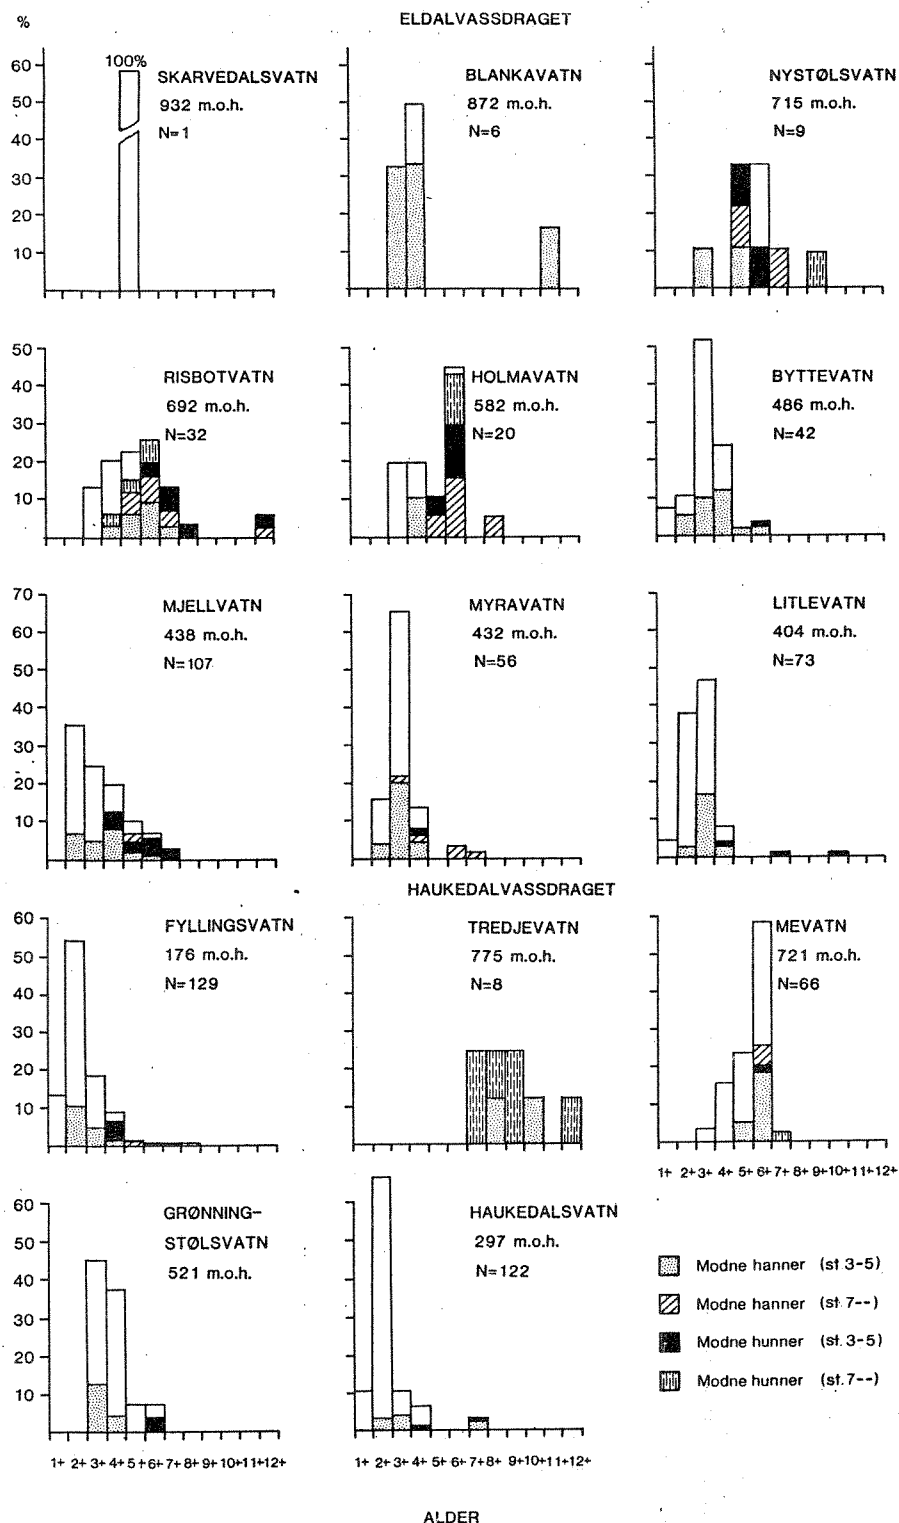 ELDALVASSDRAGET
%
60
50
40
30
20
10
100%
SKARVEDALSVATN
932 m.o.h.
N=1
BLANKAVATN
872 m.o.h.
N=6
NYSTØLSVATN
715 m.o.h.
N=9
50
40
30
20
10
RISBOTVATN
692 m.o.h.
N=32
HOLMAVATN
582 m.o.h.
N=20
BYTTEVATN
486 m.o.h.
N=42
70
60
50
40
30
20
10
MJELLVATN
438 m.o.h.
N=107
MYRAVATN
432 m.o.h.
N=56
LITLEVATN
404 m.o.h.
N=73
HAUKEDALVASSDRAGET
60
50
40
30
20
10
FYLLINGSVATN
176 m.o.h.
N=129
TREDJEVATN
775 m.o.h.
N=8
MEVATN
721 m.o.h.
N=66
1+ 2+ 3+ 4+ 5+ 6+ 7+ 8+ 9+ 10+ 11+ 12+
60
50
40
30
20
10
GRØNNING-
STØLSVATN
521 m.o.h.
HAUKEDALSVATN
297 m.o.h.
N=122
Modne hanner (st 3-5)
Modne hanner (st 7--)
Modne hunner (st. 3-5)
Modne hunner (st. 7--)
1+ 2+ 3+ 4+ 5+ 6+ 7+ 8+ 9+ 10+ 11+ 12+
1+ 2+ 3+ 4+ 5+ 6+ 7+ 8+ 9+ 10+ 11+ 12+
ALDER